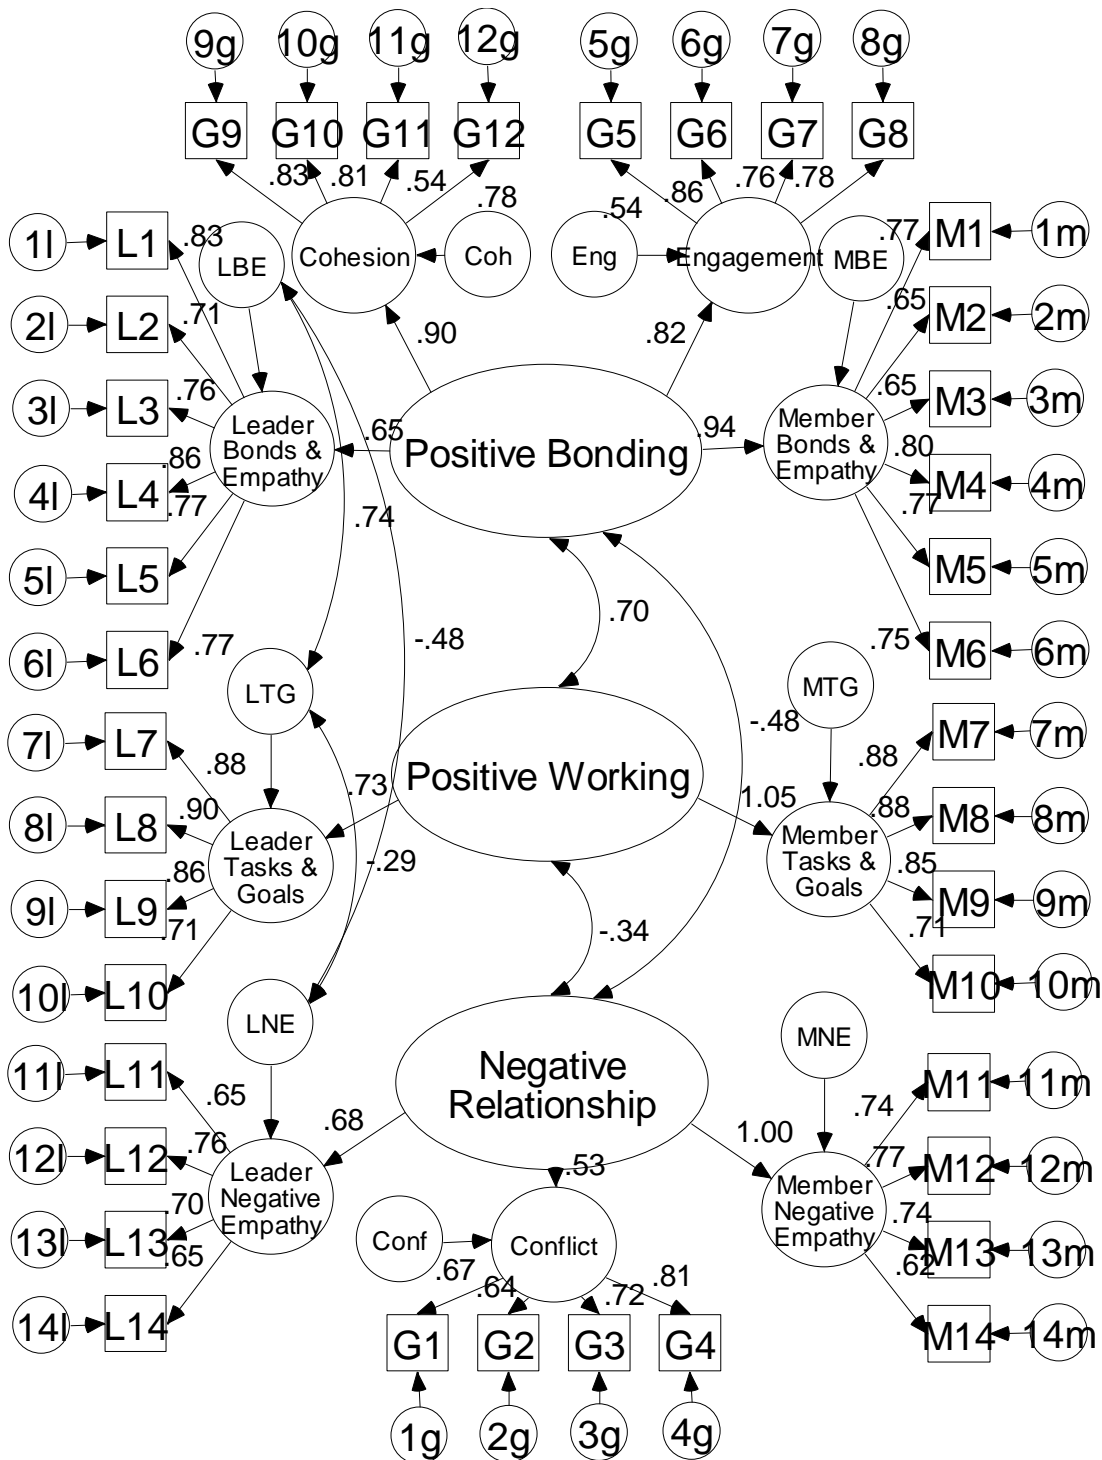 9g 10g 11g 12g 5g 6g 7g 8g
G9 G10 G11 G12 G5 G6 G7 G8
.83 .81 .54 .78 .54 .86 .76 .78
1l L1 .83 LBE Cohesion Coh Eng Engagement MBE .77 M1 1m
2l L2 .71 .90 .82 .65 M2 2m
3l L3 .76 .65 M3 3m
Leader
Bonds &
Empathy
.65
Positive Bonding
.94
Member
Bonds &
Empathy
4l L4 .86 .80 M4 4m
.77 .74 .77
5l L5 M5 5m
.70
6l L6 .77 -.48 .75 M6 6m
LTG MTG
7l L7 .88 -.48 .88 M7 7m
.73 Positive Working 1.05
8l L8 .90 .88 M8 8m
Leader
Tasks &
Goals
Member
Tasks &
Goals
9l L9 .86 -.29 .85 M9 9m
.71 -.34 .71
10l L10 M10 10m
LNE MNE
11l L11 .65 M11 11m
Negative
Relationship
.68 1.00 .74
12l L12 .76 .53 .77 M12 12m
Leader
Negative
Empathy
Member
Negative
Empathy
13l L13 .70 .74 M13 13m
.65 Conf Conflict .62
.67 .64 .72 .81
14l L14 M14 14m
G1 G2 G3 G4
1g 2g 3g 4g